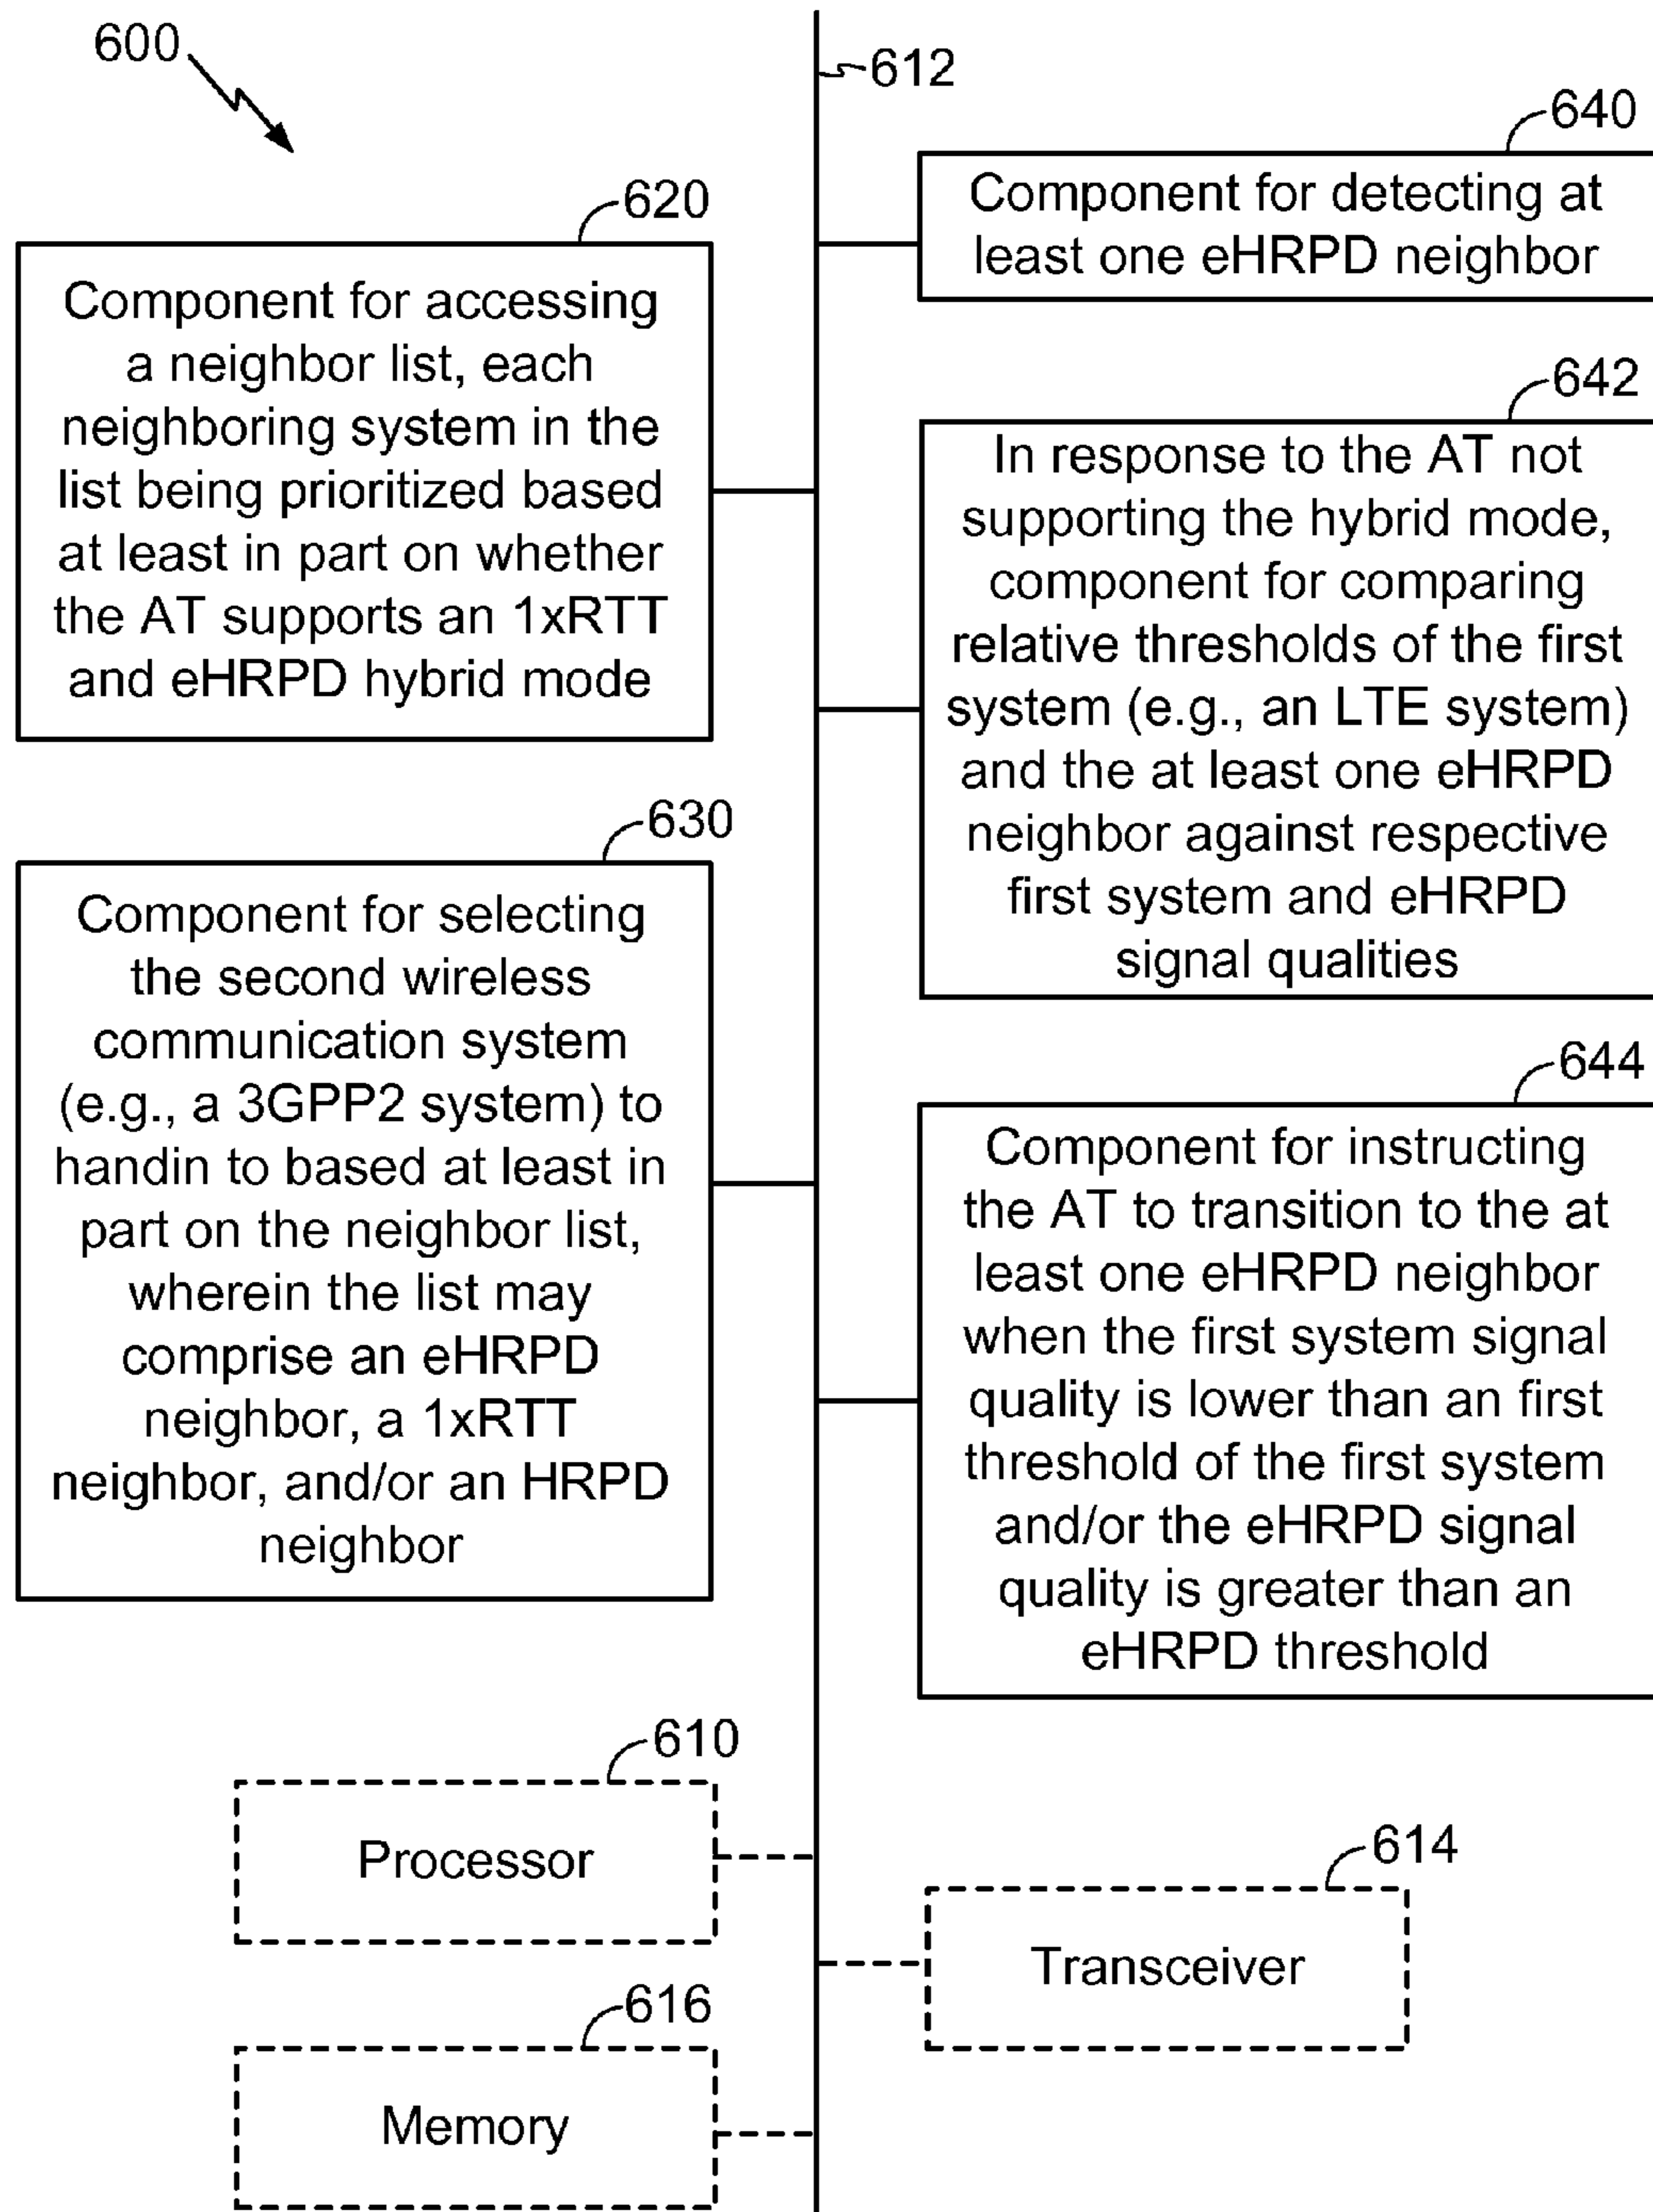 600
612
620
Component for accessing
a neighbor list, each
neighboring system in the
list being prioritized based
at least in part on whether
the AT supports an 1xRTT
and eHRPD hybrid mode
630
Component for selecting
the second wireless
communication system
(e.g., a 3GPP2 system) to
handin to based at least in
part on the neighbor list,
wherein the list may
comprise an eHRPD
neighbor, a 1xRTT
neighbor, and/or an HRPD
neighbor
640
Component for detecting at
least one eHRPD neighbor
642
In response to the AT not
supporting the hybrid mode,
component for comparing
relative thresholds of the first
system (e.g., an LTE system)
and the at least one eHRPD
neighbor against respective
first system and eHRPD
signal qualities
644
Component for instructing
the AT to transition to the at
least one eHRPD neighbor
when the first system signal
quality is lower than an first
threshold of the first system
and/or the eHRPD signal
quality is greater than an
eHRPD threshold
610
Processor
614
Transceiver
616
Memory